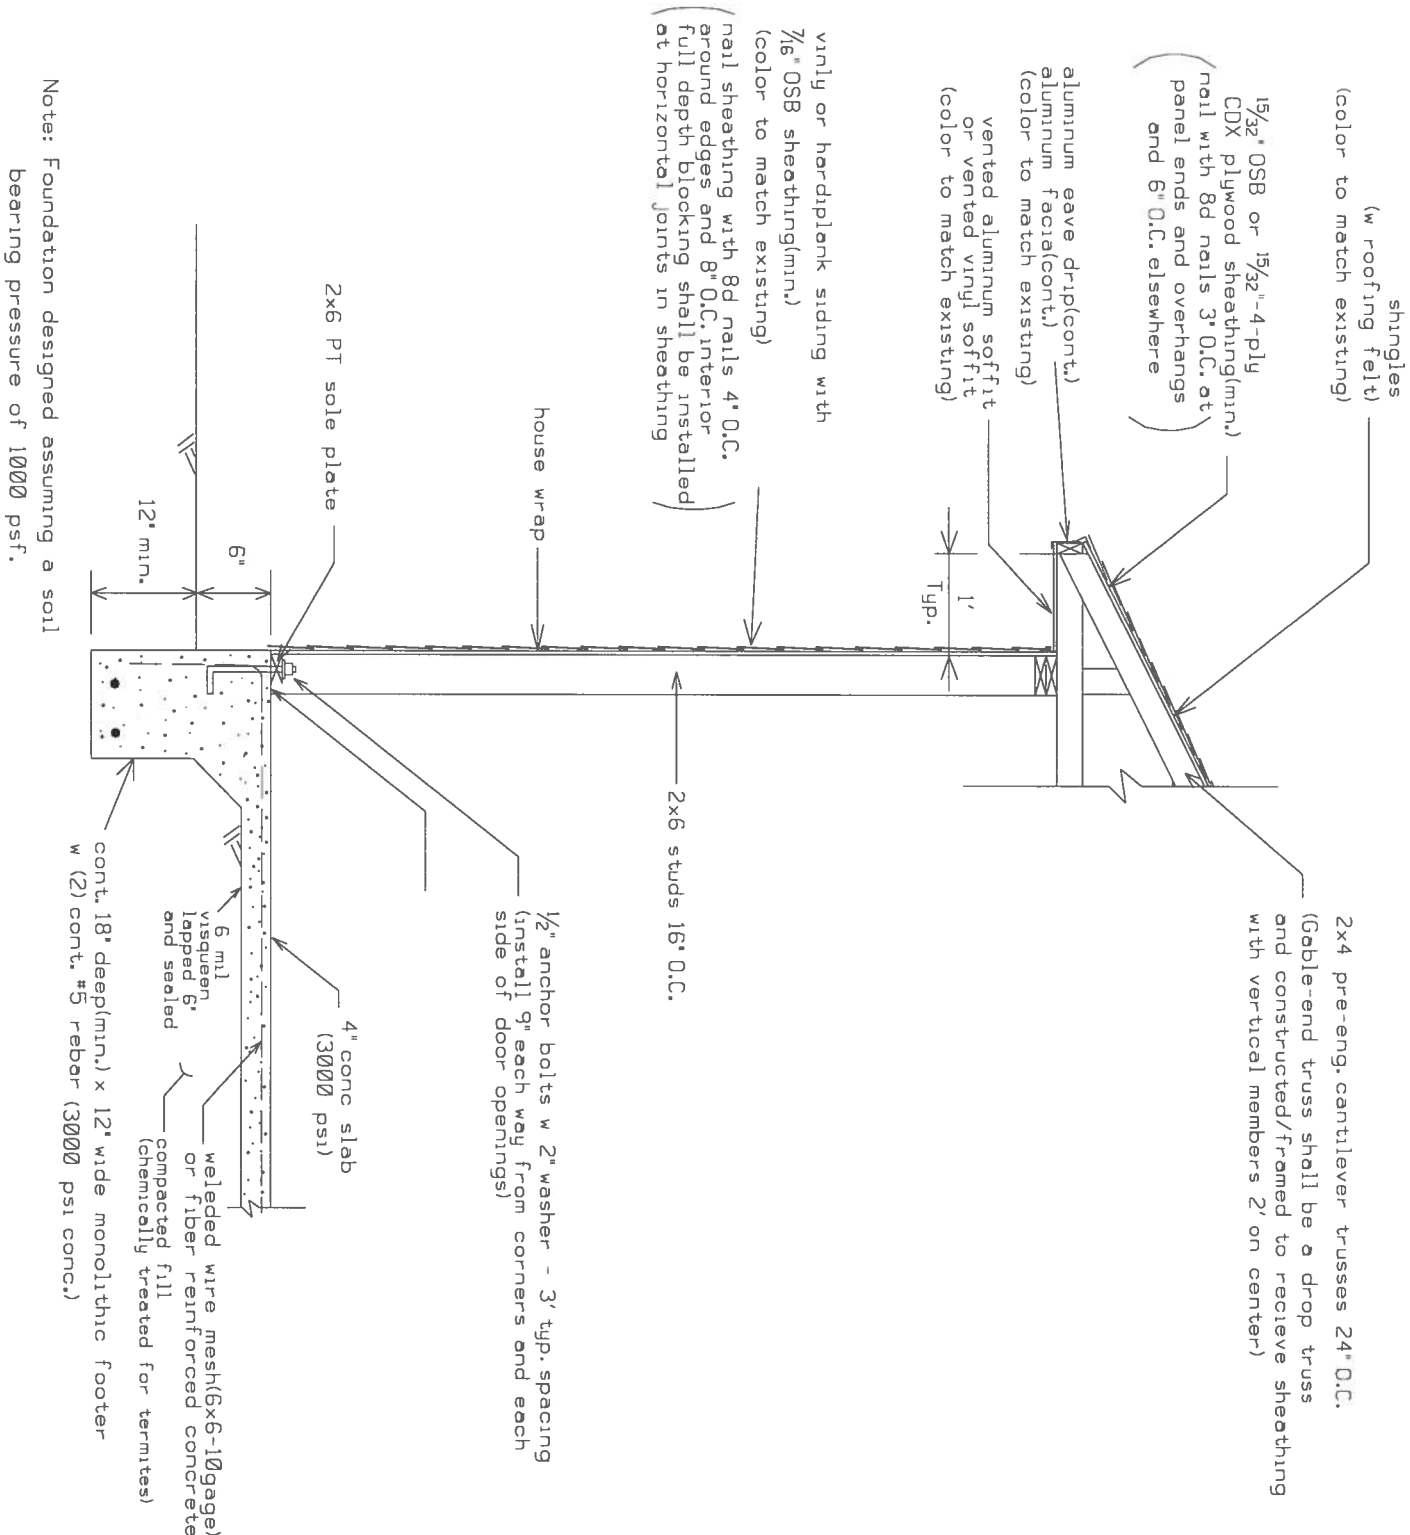 shingles
(w roofing felt)
(color to match existing)
15/32" OSB or 15/32"-4-ply
CDX plywood sheathing(min.)
nail with 8d nails 3" O.C. at
panel ends and overhangs
and 6" O.C. elsewhere
aluminum eave drip(cont.)
aluminum facia(cont.)
(color to match existing)
vented aluminum soffit
or vented vinyl soffit
(color to match existing)
1'
Typ.
2x4 pre-eng. cantilever trusses 24" O.C.
(Gable-end truss shall be a drop truss
and constructed/framed to recieve sheathing
with vertical members 2' on center)
vinly or hardiplank siding with
7/16" OSB sheathing(min.)
(color to match existing)
nail sheathing with 8d nails 4" O.C.
around edges and 8" O.C. interior
full depth blocking shall be installed
at horizontal joints in sheathing
2x6 studs 16" O.C.
house wrap
1/2" anchor bolts w 2" washer - 3' typ. spacing
(install 9" each way from corners and each
side of door openings)
2x6 PT sole plate
4" conc slab
(3000 psi)
6"
12" min.
6 mil
visqueen
lapped 6"
and sealed
weleded wire mesh(6x6-10gage)
or fiber reinforced concrete
compacted fill
(chemically treated for termites)
cont. 18" deep(min.) x 12" wide monolithic footer
w (2) cont. #5 rebar (3000 psi conc.)
Note: Foundation designed assuming a soil
bearing pressure of 1000 psf.